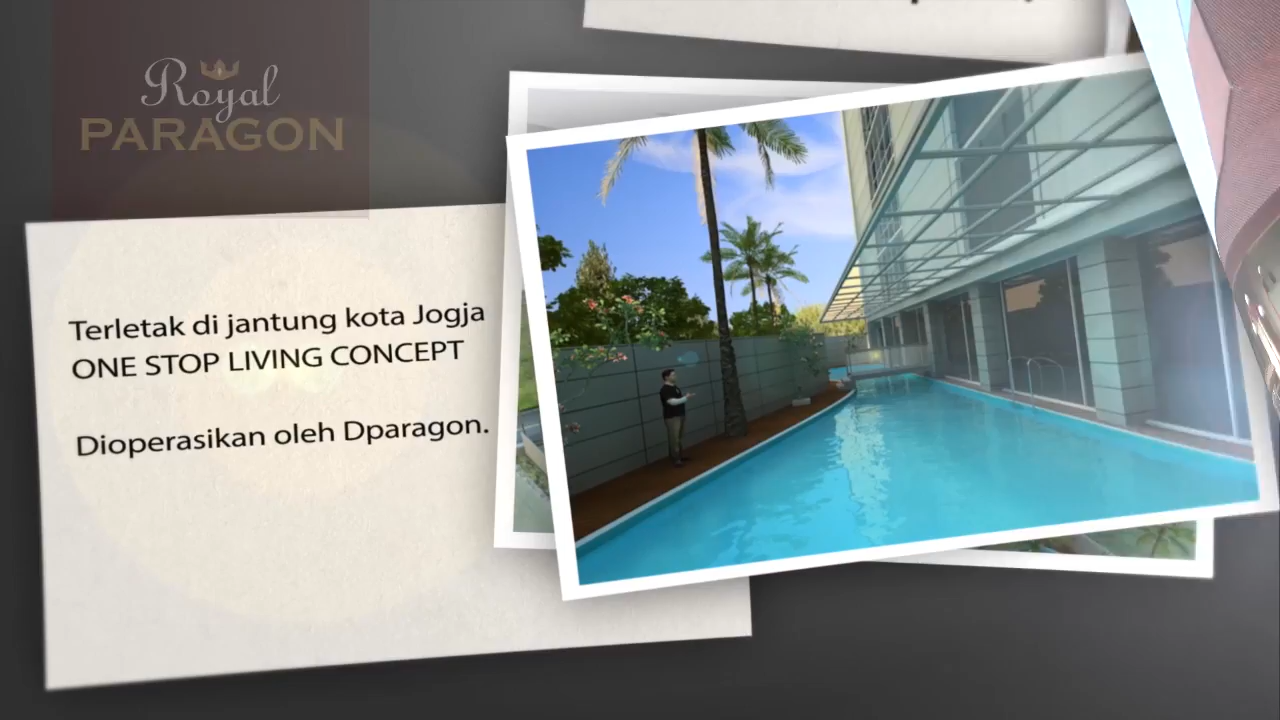 Royal
PARAGON
Terletak di jantung kota Jogja
ONE STOP LIVING CONCEPT
Dioperasikan oleh Dparagon.